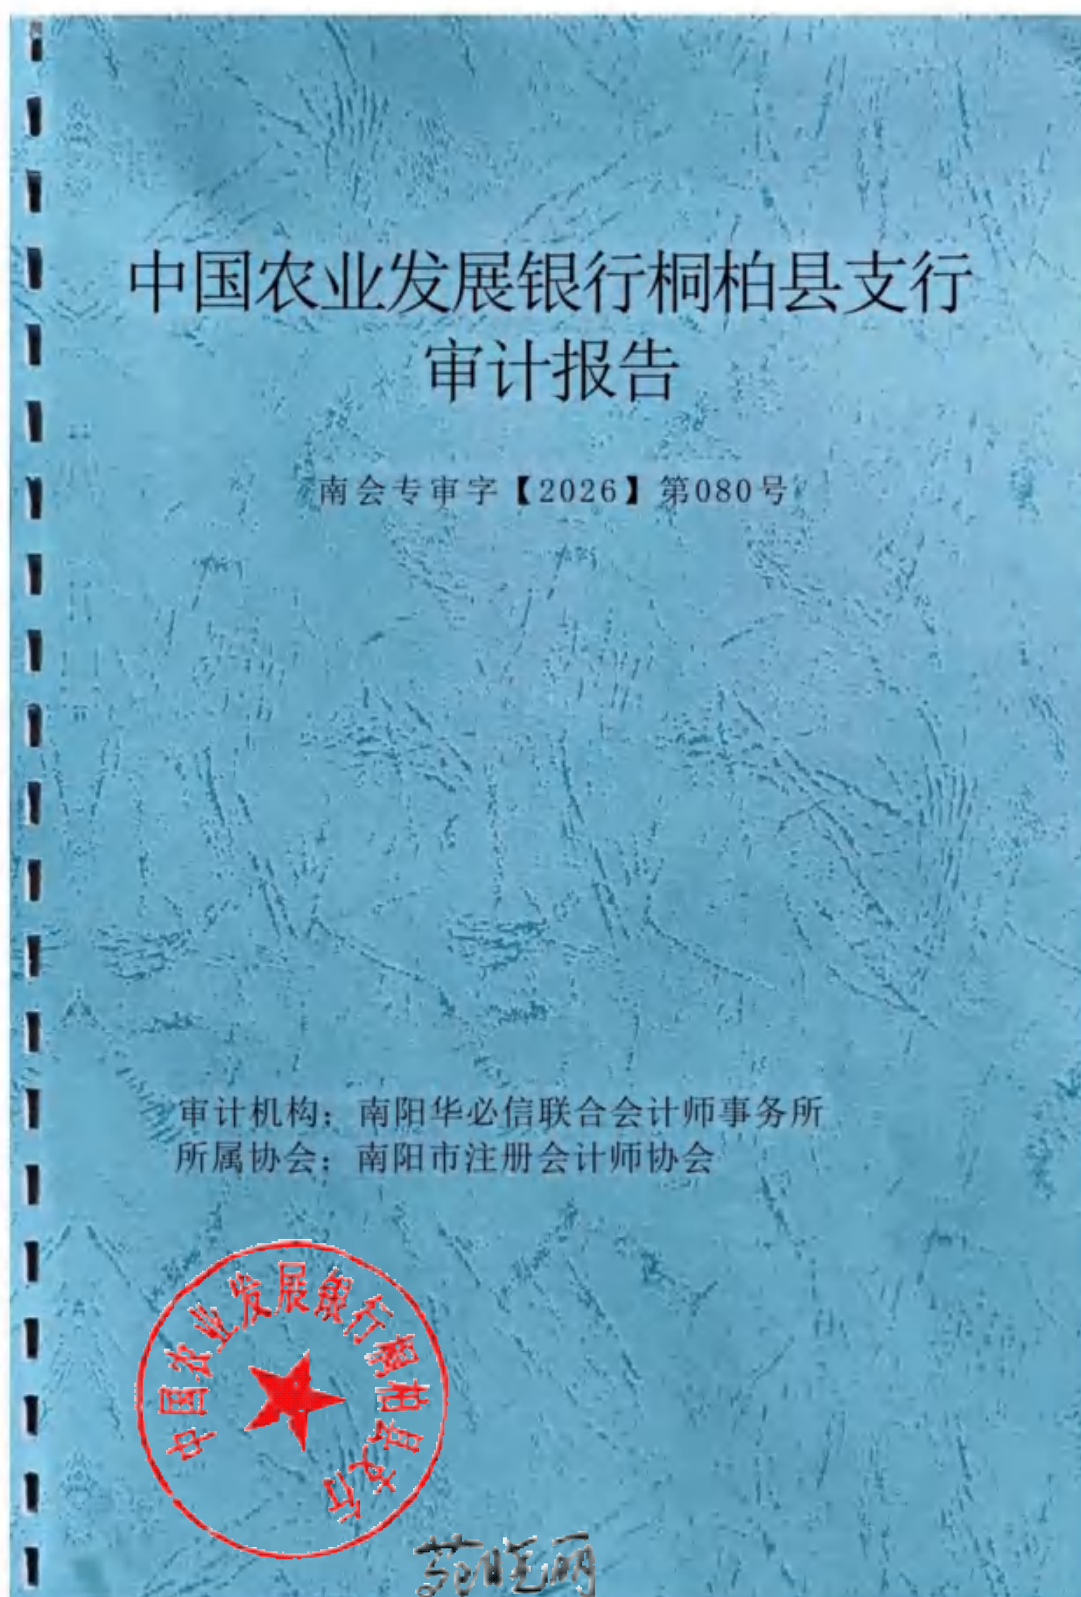 中国农业发展银行桐柏县支行
审计报告
南会专审字【2026】第080号
审计机构：南阳华必信联合会计师事务所
所属协会：南阳市注册会计师协会
中国农业发展银行桐柏县支行
苑晓丽